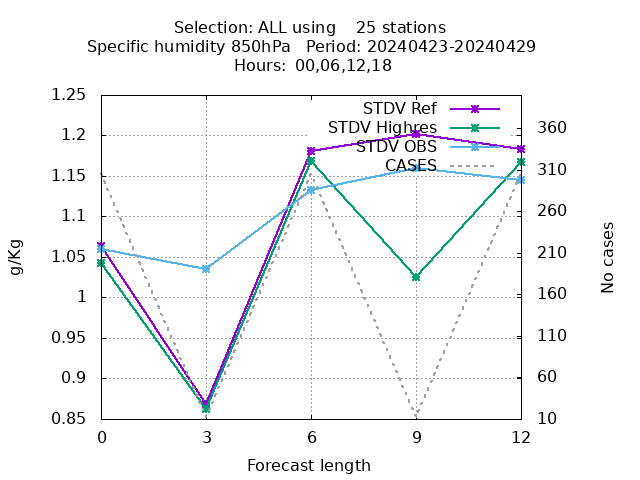 Selection: ALL using    25 stations
Specific humidity 850hPa   Period: 20240423-20240429
Hours: 00,06,12,18
STDV Ref
STDV Highres
STDV OBS
CASES
1.25
1.2
1.15
1.1
1.05
1
0.95
0.9
0.85
360
310
260
210
160
110
60
10
g/Kg
No cases
0 3 6 9 12
Forecast length